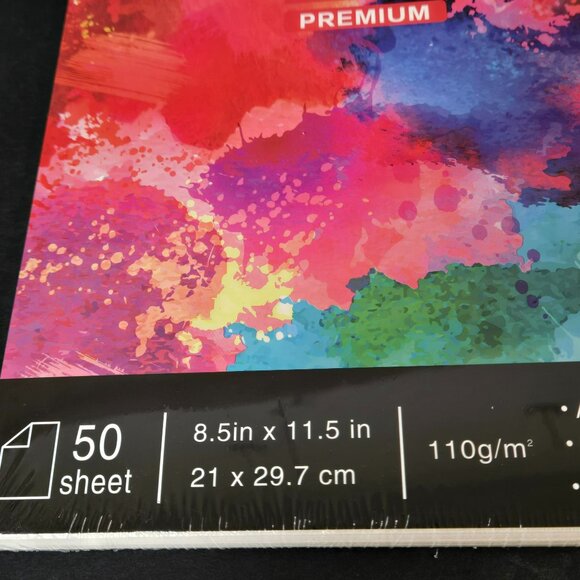 PREMIUM
50
sheet
8.5in x 11.5 in
21 x 29.7 cm
110g/m²